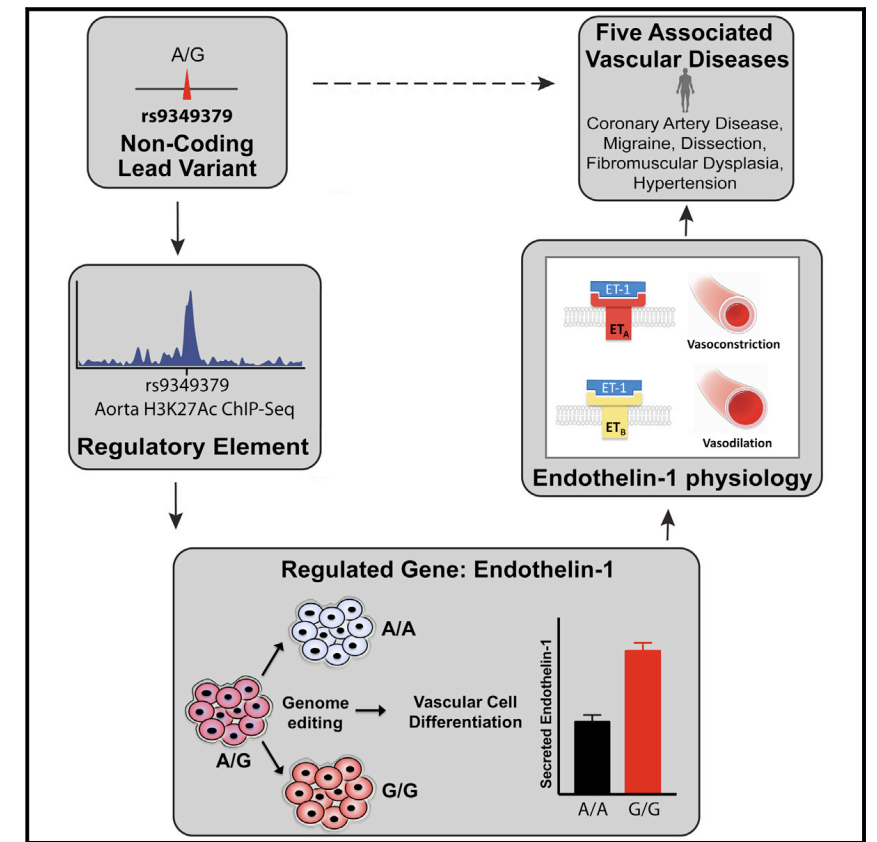 A/G
rs9349379
Non-Coding
Lead Variant
Five Associated
Vascular Diseases
Coronary Artery Disease,
Migraine, Dissection,
Fibromuscular Dysplasia,
Hypertension
rs9349379
Aorta H3K27Ac ChIP-Seq
Regulatory Element
ET-1
ETA
Vasoconstriction
ET-1
ETB
Vasodilation
Endothelin-1 physiology
Regulated Gene: Endothelin-1
A/A
A/G
Genome
editing
Vascular Cell
Differentiation
G/G
Secreted Endothelin-1
A/A
G/G